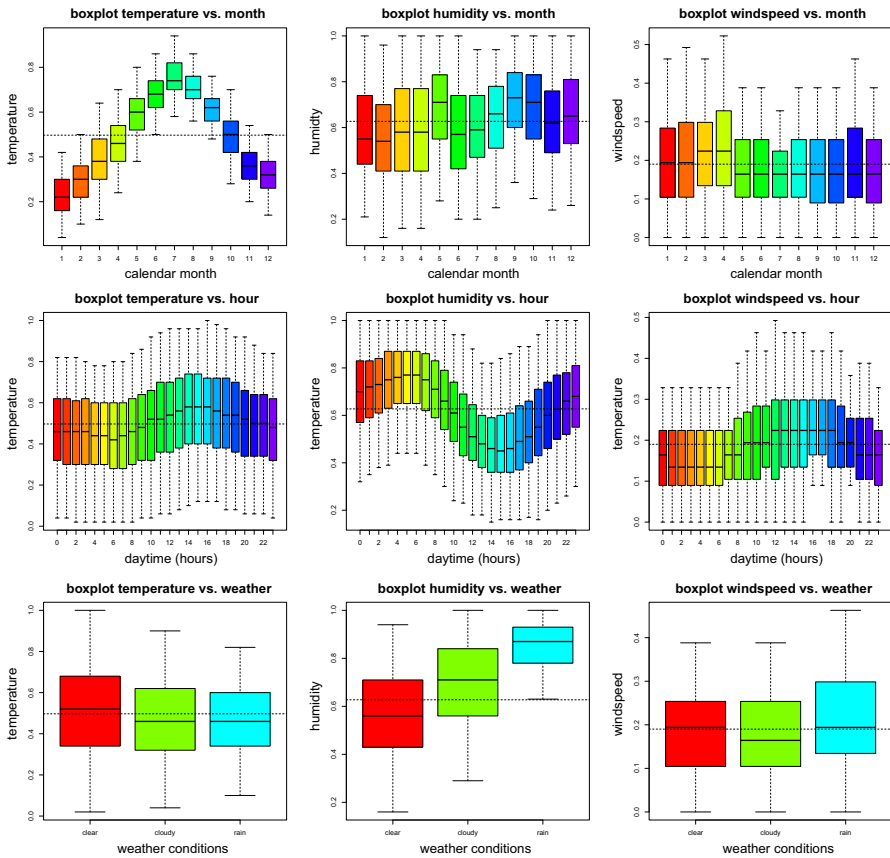 boxplot temperature vs. month
temperature
0.2 0.4 0.6 0.8
1 2 3 4 5 6 7 8 9 10 11 12
calendar month
boxplot humidity vs. month
humidty
0.2 0.4 0.6 0.8 1.0
1 2 3 4 5 6 7 8 9 10 11 12
calendar month
boxplot windspeed vs. month
windspeed
0.0 0.1 0.2 0.3 0.4 0.5
1 2 3 4 5 6 7 8 9 10 11 12
calendar month
boxplot temperature vs. hour
temperature
0.0 0.2 0.4 0.6 0.8 1.0
0 2 4 6 8 10 12 14 16 18 20 22
daytime (hours)
boxplot humidity vs. hour
temperature
0.2 0.4 0.6 0.8 1.0
0 2 4 6 8 10 12 14 16 18 20 22
daytime (hours)
boxplot windspeed vs. hour
temperature
0.0 0.1 0.2 0.3 0.4 0.5
0 2 4 6 8 10 12 14 16 18 20 22
daytime (hours)
boxplot temperature vs. weather
temperature
0.0 0.2 0.4 0.6 0.8 1.0
clear cloudy rain
weather conditions
boxplot humidity vs. weather
humidity
0.2 0.4 0.6 0.8 1.0
clear cloudy rain
weather conditions
boxplot windspeed vs. weather
windspeed
0.0 0.1 0.2 0.3 0.4
clear cloudy rain
weather conditions